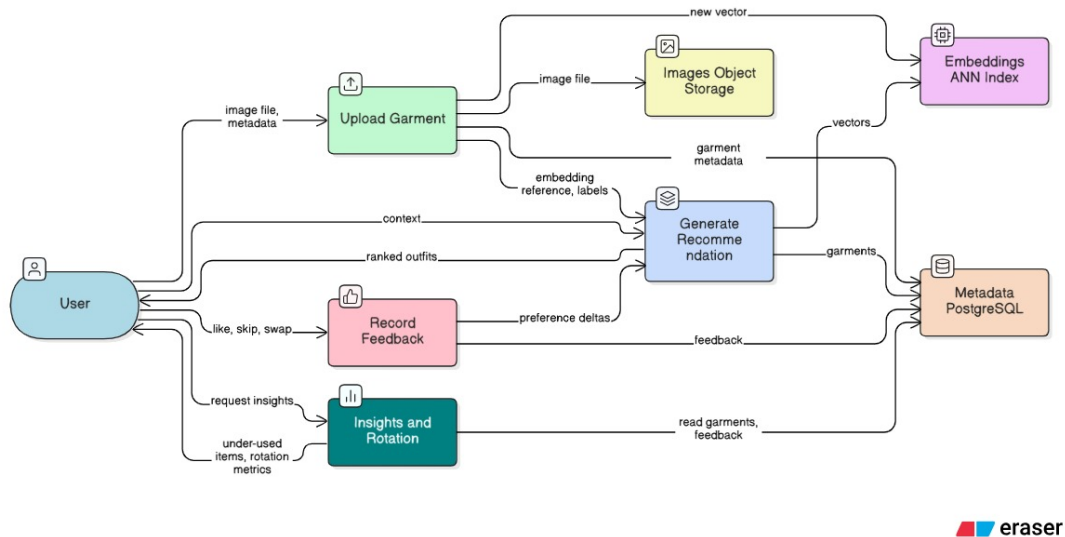 new vector
Embeddings
ANN Index
Images Object
Storage
image file
Upload Garment
image file,
metadata
vectors
garment
metadata
embedding
reference, labels
context
Generate
Recomme
ndation
garments
ranked outfits
User
Metadata
PostgreSQL
like, skip, swap
Record
Feedback
preference deltas
feedback
request insights
Insights and
Rotation
read garments,
feedback
under-used
items, rotation
metrics
eraser